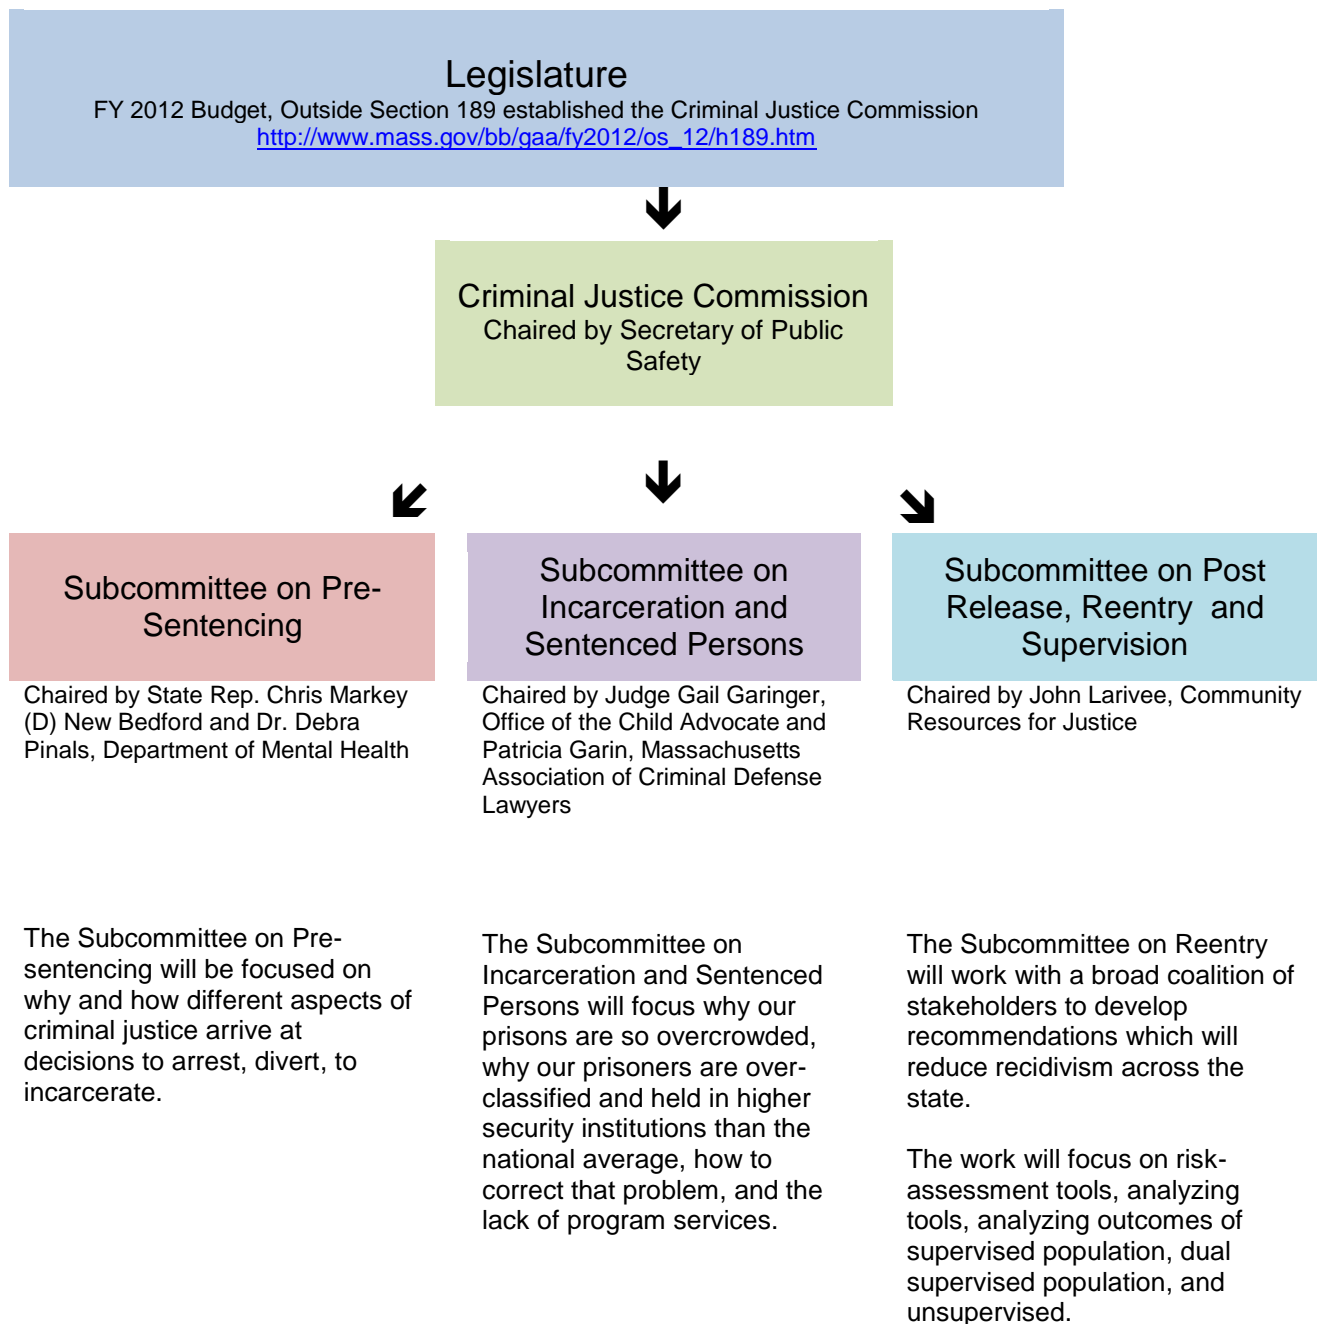 Legislature
FY 2012 Budget, Outside Section 189 established the Criminal Justice Commission
http://www.mass.gov/bb/gaa/fy2012/os_12/h189.htm
Criminal Justice Commission
Chaired by Secretary of Public
Safety
Subcommittee on Pre-
Sentencing
Chaired by State Rep. Chris Markey
(D) New Bedford and Dr. Debra
Pinals, Department of Mental Health
The Subcommittee on Pre-
sentencing will be focused on
why and how different aspects of
criminal justice arrive at
decisions to arrest, divert, to
incarcerate.
Subcommittee on
Incarceration and
Sentenced Persons
Chaired by Judge Gail Garinger,
Office of the Child Advocate and
Patricia Garin, Massachusetts
Association of Criminal Defense
Lawyers
The Subcommittee on
Incarceration and Sentenced
Persons will focus why our
prisons are so overcrowded,
why our prisoners are over-
classified and held in higher
security institutions than the
national average, how to
correct that problem, and the
lack of program services.
Subcommittee on Post
Release, Reentry  and
Supervision
Chaired by John Larivee, Community
Resources for Justice
The Subcommittee on Reentry
will work with a broad coalition of
stakeholders to develop
recommendations which will
reduce recidivism across the
state.
The work will focus on risk-
assessment tools, analyzing
tools, analyzing outcomes of
supervised population, dual
supervised population, and
unsupervised.